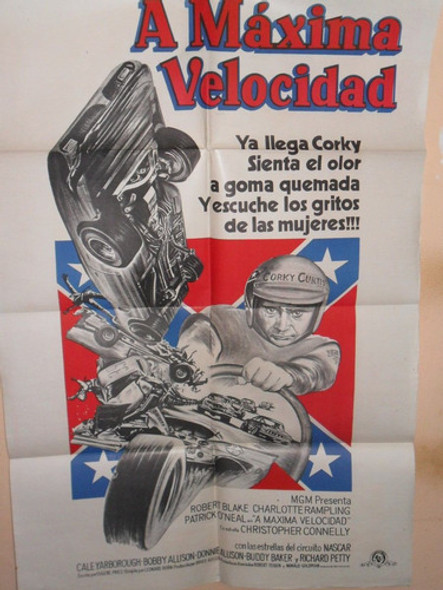 A Máxima
Velocidad
Ya llega Corky
Sienta el olor
a goma quemada
Y escuche los gritos
de las mujeres!!!
CORKY CURTI
MGM Presenta
ROBERT BLAKE CHARLOTTE RAMPLING
PATRICK O'NEAL en "A MAXIMA VELOCIDAD"
CHRISTOPHER CONNELLY
con las estrellas del circuito NASCAR
CALE YARBOROUGH-BOBBY ALLISON-DONNIE
ALLISON-BUDDY BAKER y RICHARD PETTY